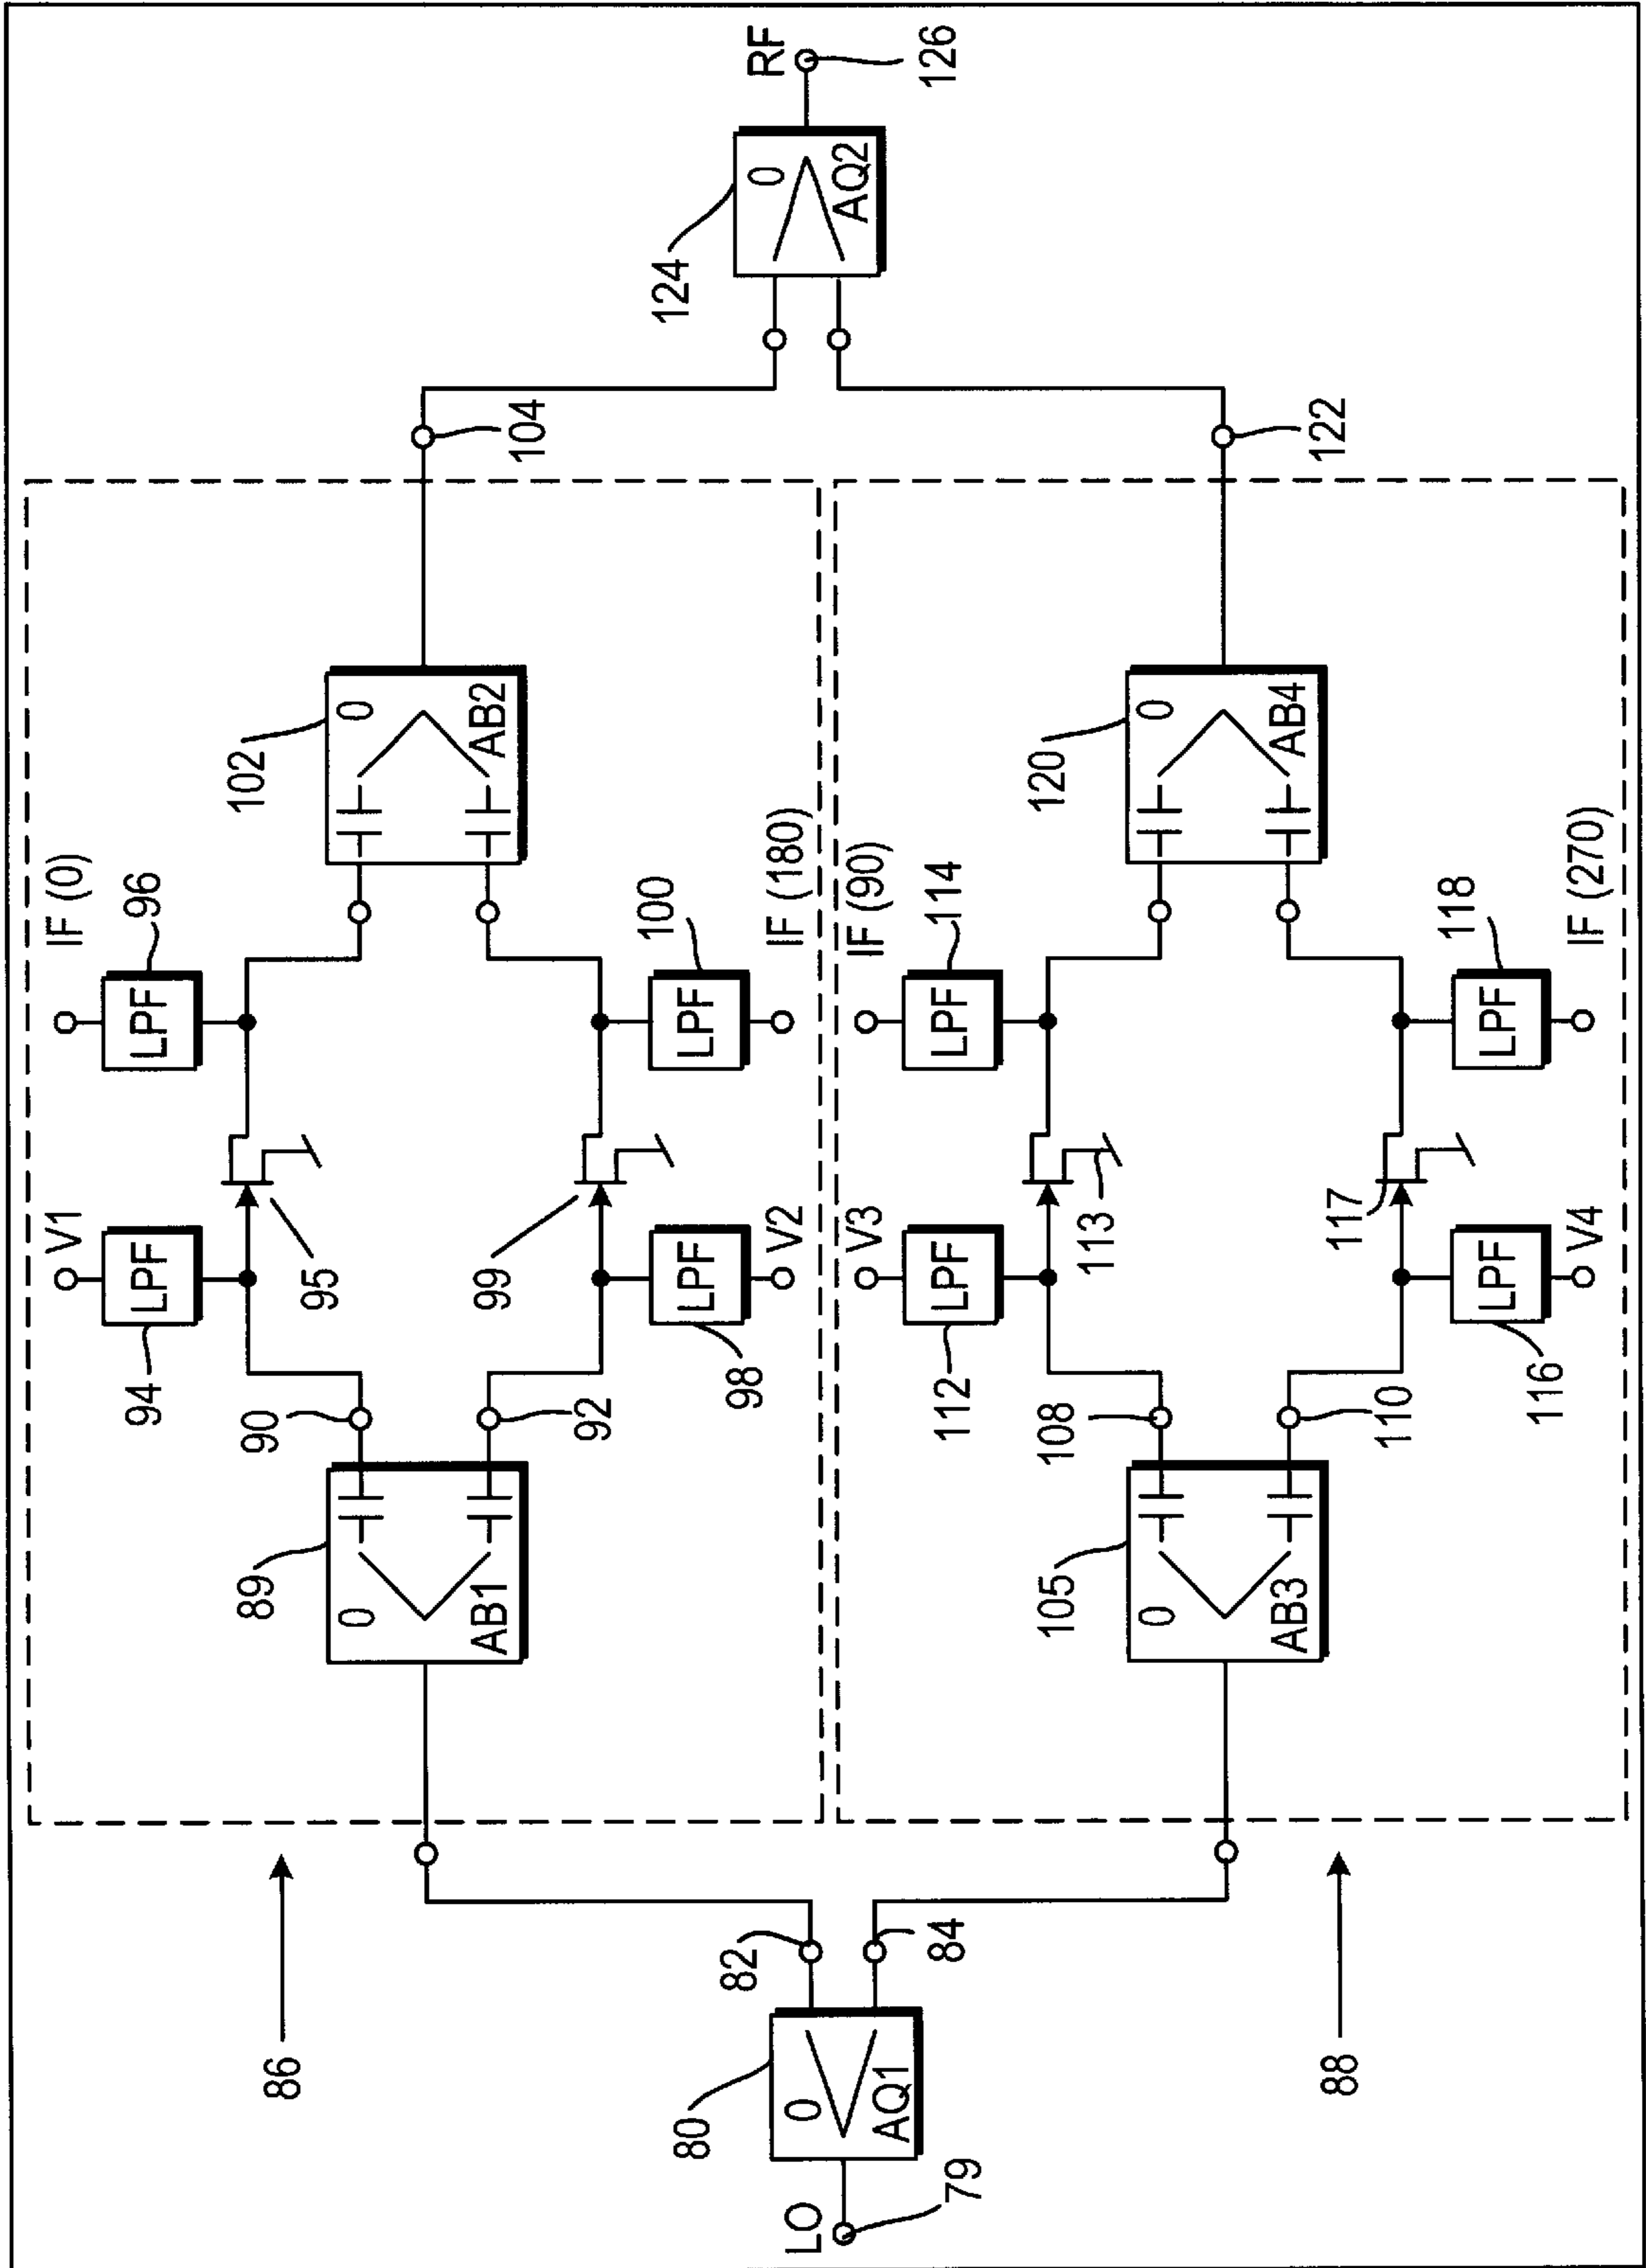 V1
IF (0)
94
LPF
LPF
96
95
89
0
AB1
90
92
102
0
AB2
104
99
98
LPF
LPF
100
V2
IF (180)
86
LO
79
80
0
AQ1
82
84
124
0
AQ2
RF
126
V3
IF (90)
112
LPF
LPF
114
113
105
0
AB3
108
110
120
0
AB4
122
117
116
LPF
LPF
118
V4
IF (270)
88